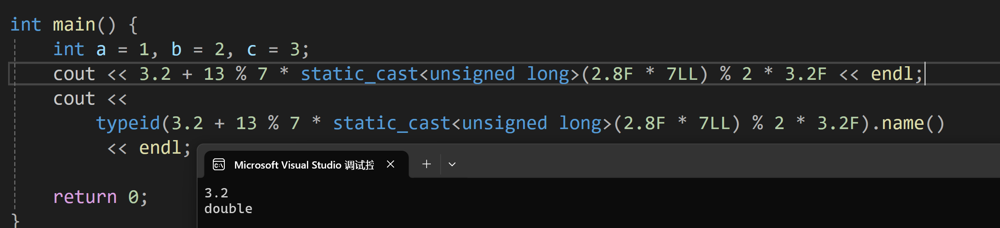 int main() {
int a = 1, b = 2, c = 3;
cout << 3.2 + 13 % 7 * static_cast<unsigned long>(2.8F * 7LL) % 2 * 3.2F << endl;
cout <<
typeid(3.2 + 13 % 7 * static_cast<unsigned long>(2.8F * 7LL) % 2 * 3.2F).name()
<< endl;
Microsoft Visual Studio 调试控
3.2
double
return 0;
}